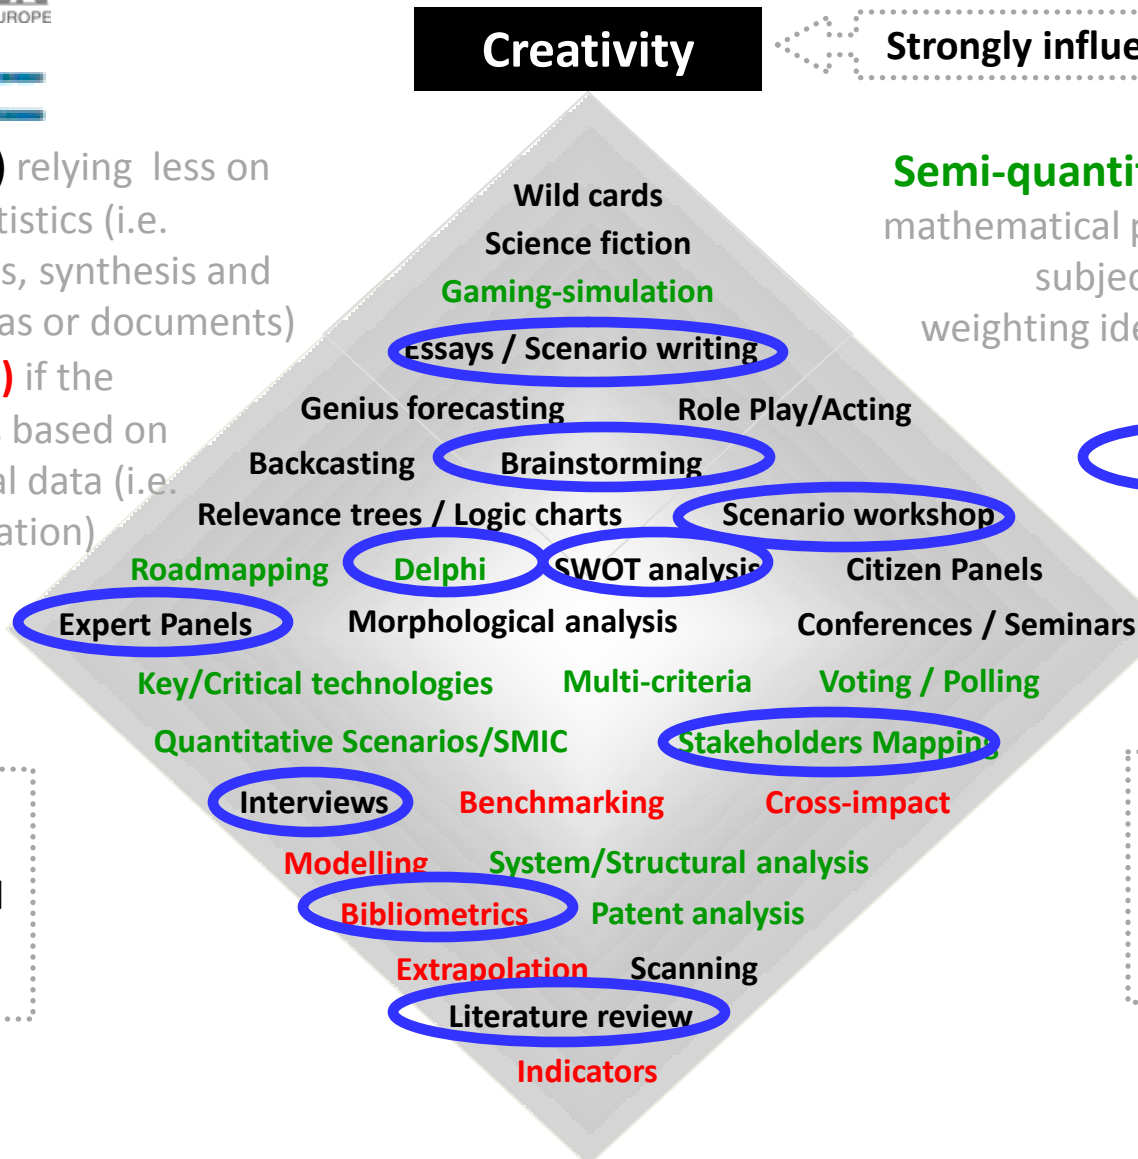 EUROPE
Creativity
Strongly influe
) relying less on
tistics (i.e.
s, synthesis and
as or documents)
) if the
s based on
al data (i.e.
ation)
Semi-quantit
mathematical p
subjec
weighting ide
Wild cards
Science fiction
Gaming-simulation
Essays / Scenario writing
Genius forecasting Role Play/Acting
Backcasting Brainstorming
Relevance trees / Logic charts Scenario workshop
Roadmapping Delphi SWOT analysis Citizen Panels
Expert Panels Morphological analysis Conferences / Seminars
Key/Critical technologies Multi-criteria Voting / Polling
Quantitative Scenarios/SMIC Stakeholders Mapping
Interviews Benchmarking Cross-impact
Modelling System/Structural analysis
Bibliometrics Patent analysis
Extrapolation Scanning
Literature review
Indicators